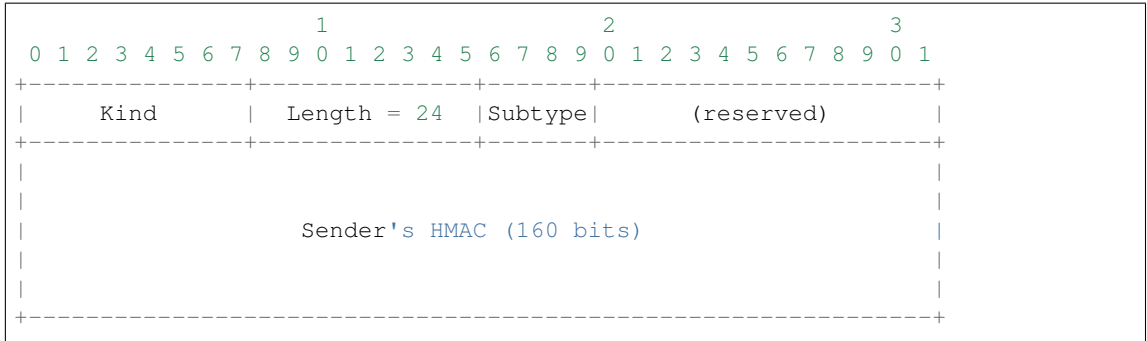 1                   2                   3
 0 1 2 3 4 5 6 7 8 9 0 1 2 3 4 5 6 7 8 9 0 1 2 3 4 5 6 7 8 9 0 1
+---------------+---------------+-------+-----------------------+
|     Kind      |  Length = 24  |Subtype|      (reserved)       |
+---------------+---------------+-------+-----------------------+
|                                                               |
|                                                               |
|                   Sender's HMAC (160 bits)                    |
|                                                               |
|                                                               |
+---------------------------------------------------------------+